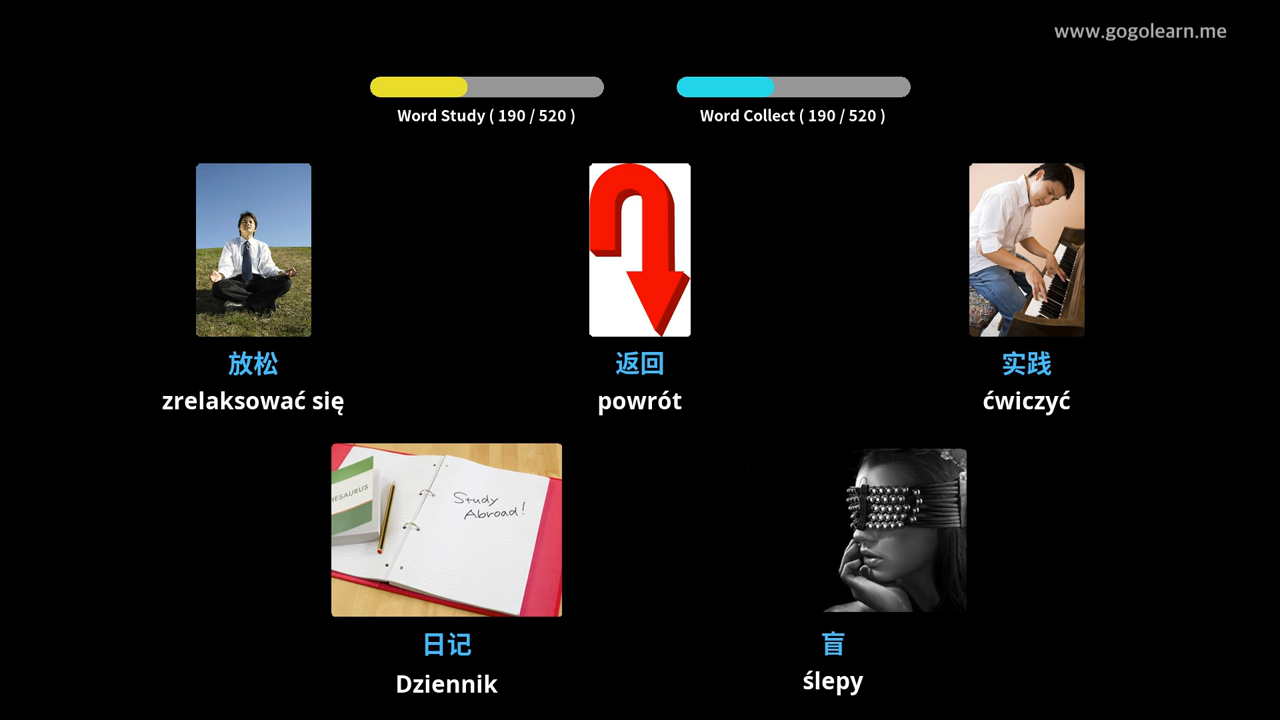 www.gogolearn.me
Word Study ( 190 / 520 )
Word Collect ( 190 / 520 )
放松
返回
实践
zrelaksować się
powrót
ćwiczyć
HESAURUS
Study
Abroad!
日记
盲
Dziennik
ślepy